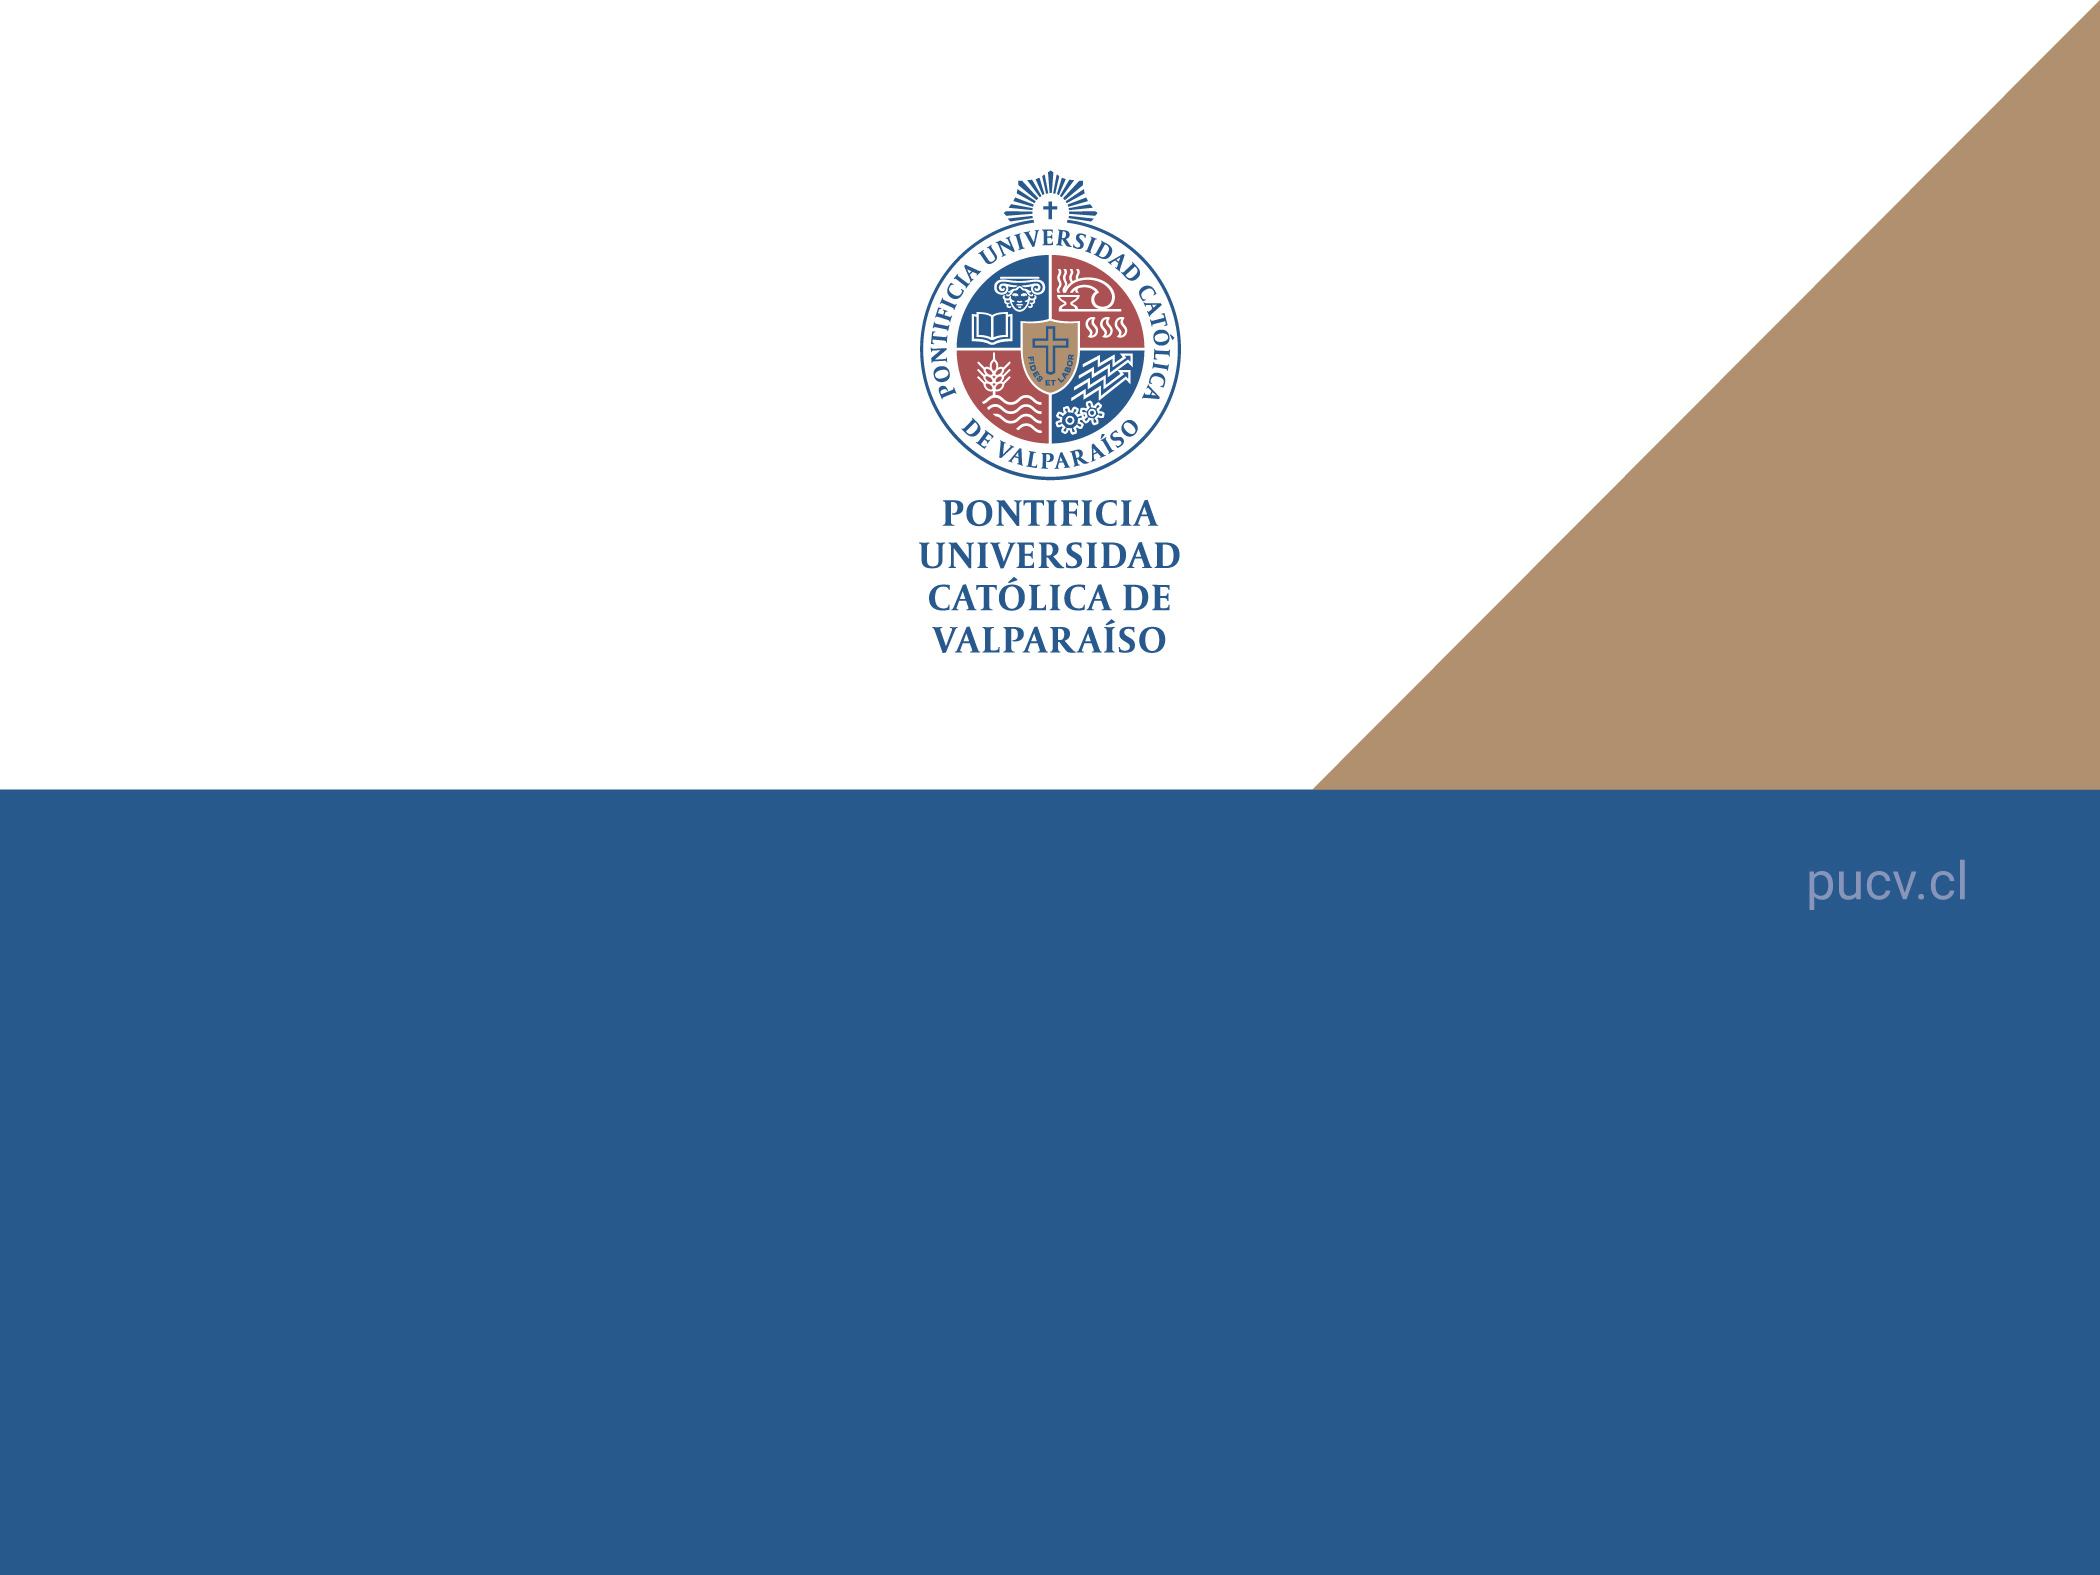 PONTIFICIA UNIVERSIDAD CATÓLICA
DE VALPARAÍSO
FIDES ET LABOR
PONTIFICIA
UNIVERSIDAD
CATÓLICA DE
VALPARAÍSO
pucv.cl